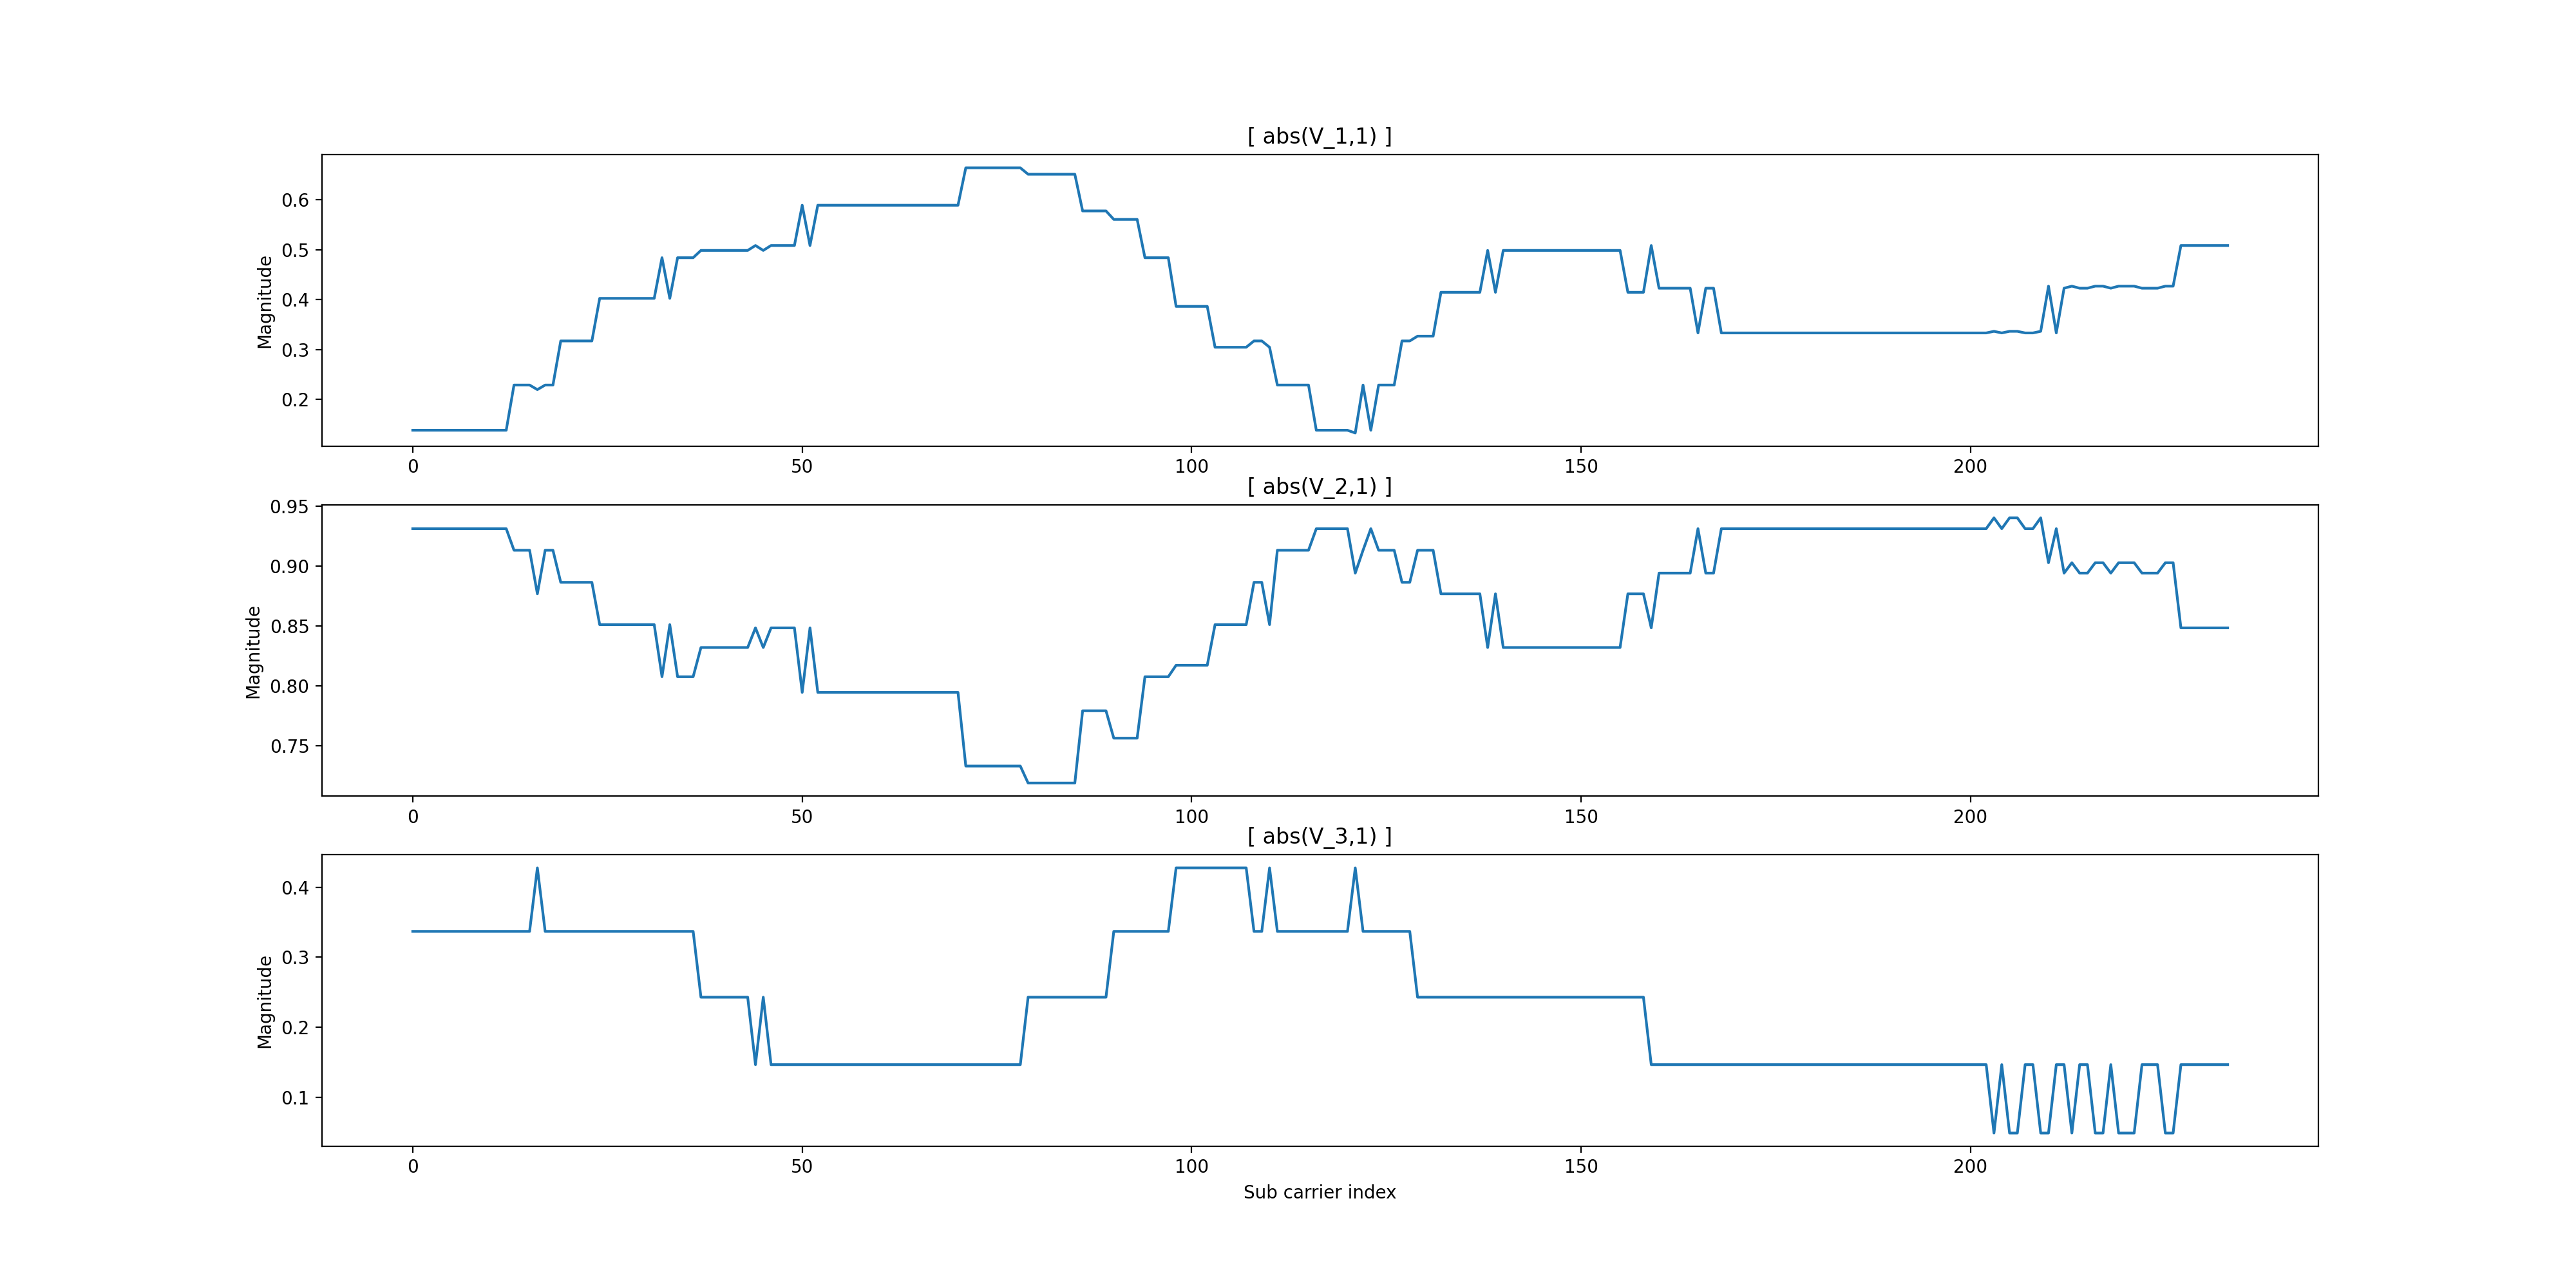 [ abs(V_1,1) ]
Magnitude
0.6
0.5
0.4
0.3
0.2
0 50 100 150 200
[ abs(V_2,1) ]
Magnitude
0.95
0.90
0.85
0.80
0.75
0 50 100 150 200
[ abs(V_3,1) ]
Magnitude
0.4
0.3
0.2
0.1
0 50 100 150 200
Sub carrier index